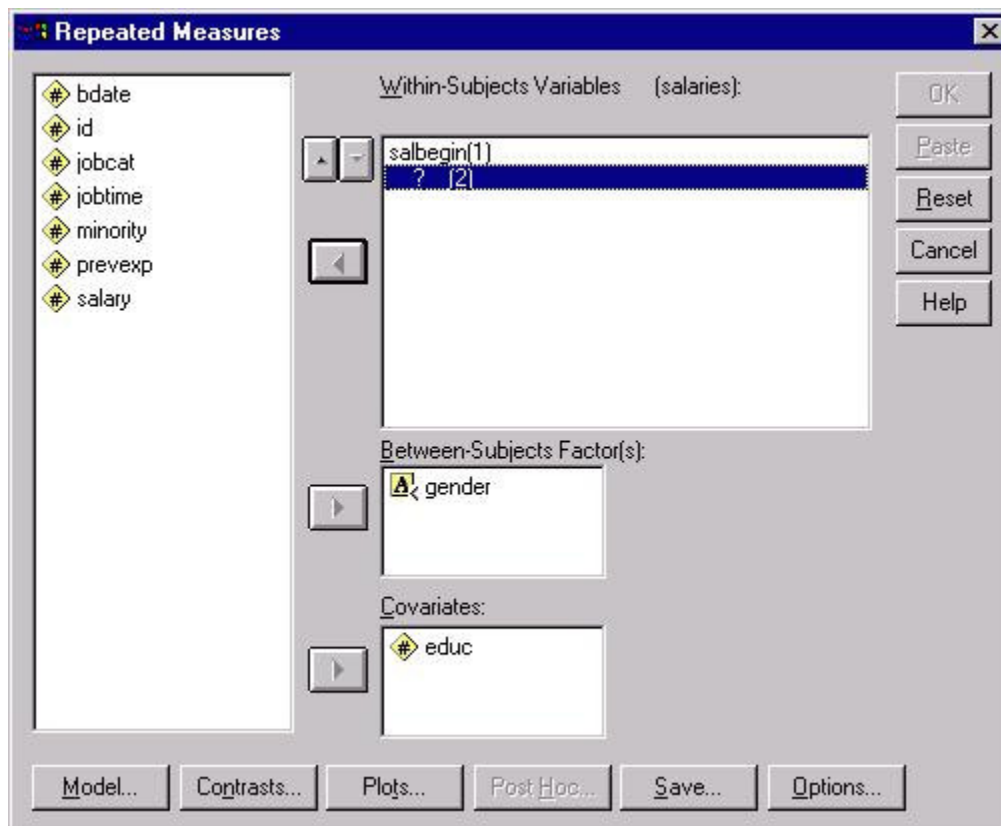 Repeated Measures
bdate
id
jobcat
jobtime
minority
prevexp
salary
Within-Subjects Variables (salaries):
salbegin(1)
? (2)
Between-Subjects Factor(s):
gender
Covariates:
educ
OK
Paste
Reset
Cancel
Help
Model...
Contrasts...
Plots...
Post Hoc...
Save...
Options...